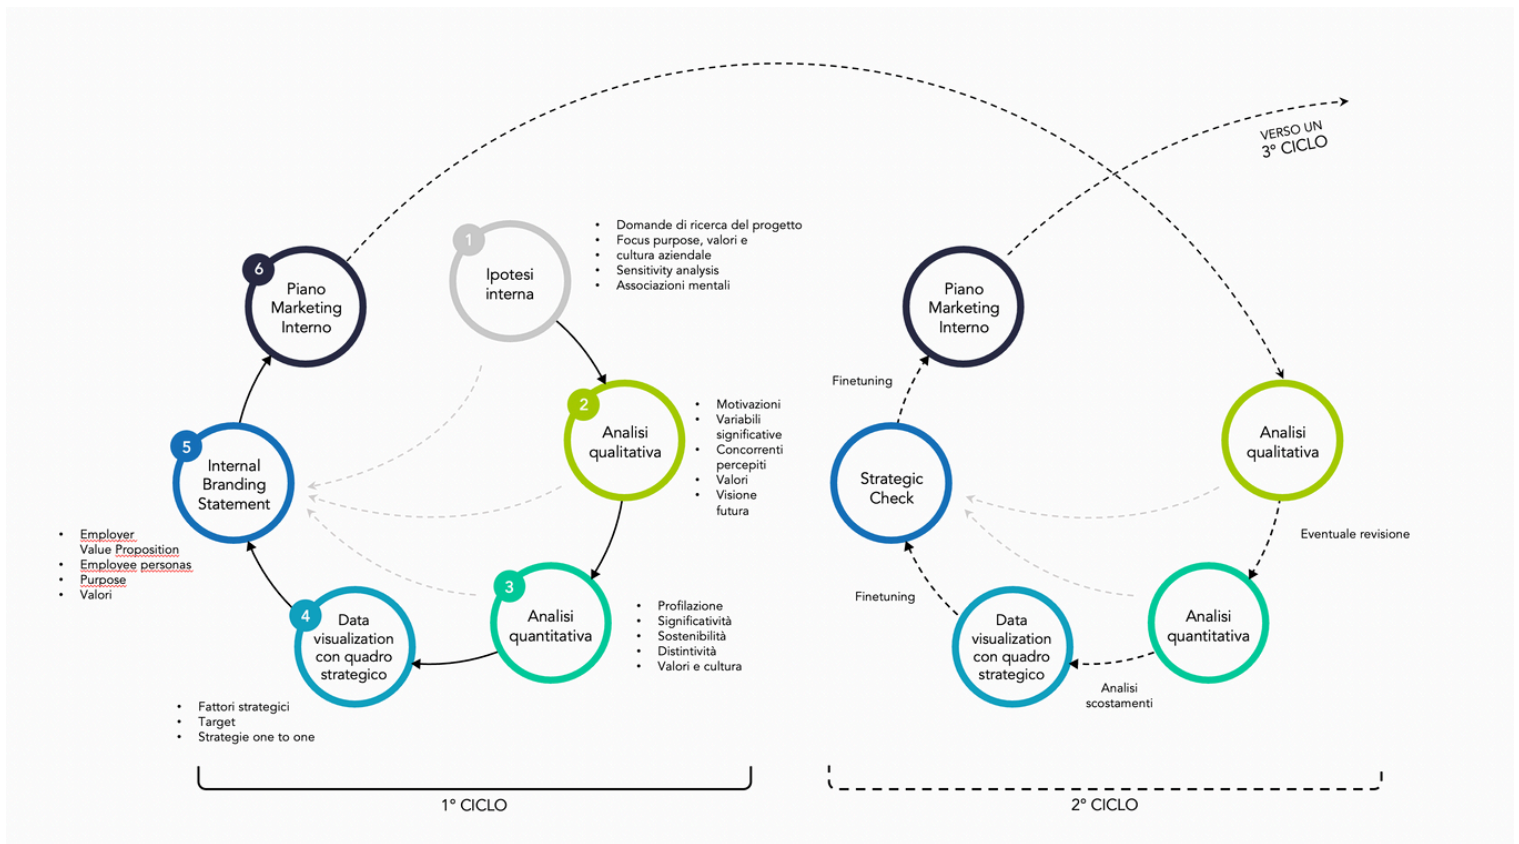 VERSO UN
3° CICLO
1
Ipotesi
interna
• Domande di ricerca del progetto
• Focus purpose, valori e
• cultura aziendale
• Sensitivity analysis
• Associazioni mentali
2
Analisi
qualitativa
• Motivazioni
• Variabili
significative
• Concorrenti
percepiti
• Valori
• Visione
futura
3
Analisi
quantitativa
• Profilazione
• Significatività
• Sostenibilità
• Distintività
• Valori e cultura
4
Data
visualization
con quadro
strategico
• Fattori strategici
• Target
• Strategie one to one
5
Internal
Branding
Statement
• Employer
Value Proposition
• Employee personas
• Purpose
• Valori
6
Piano
Marketing
Interno
1° CICLO
Analisi
qualitativa
Eventuale revisione
Analisi
quantitativa
Analisi
scostamenti
Data
visualization
con quadro
strategico
Finetuning
Strategic
Check
Finetuning
Piano
Marketing
Interno
2° CICLO